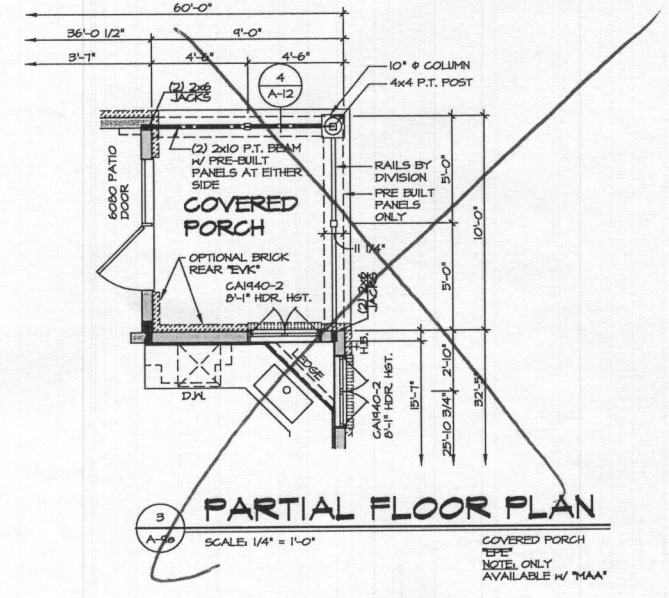 60'-0"
36'-0 1/2"
9'-0"
3'-7"
4'-6"
4'-6"
10" Φ COLUMN
4x4 P.T. POST
4
A-12
(2) 2x6
JACKS
(2) 2x10 P.T. BEAM
W/ PRE-BUILT
PANELS AT EITHER
SIDE
6080 PATIO
DOOR
COVERED
PORCH
RAILS BY
DIVISION
PRE BUILT
PANELS
ONLY
5'-0"
10'-0"
11 1/4"
OPTIONAL BRICK
REAR "EVK"
CA1940-2
8'-1" HDR. HGT.
(2) 2x6
JACKS
5'-0"
H.B.
EDGE
D.W.
CA1940-2
8'-1" HDR. HGT.
15'-7"
2'-10"
25'-10 3/4"
32'-5"
3
PARTIAL FLOOR PLAN
SCALE: 1/4" = 1'-0"
COVERED PORCH
"EPE"
NOTE: ONLY
AVAILABLE W/ "MAA"